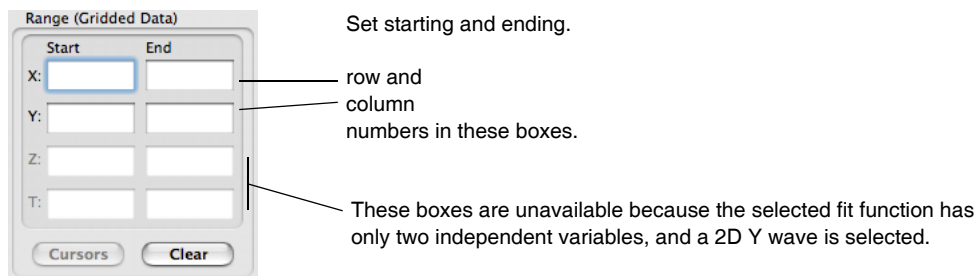 Range (Gridded Data)
Start End
X:
Y:
Z:
T:
Cursors Clear
Set starting and ending.
row and
column
numbers in these boxes.
These boxes are unavailable because the selected fit function has
only two independent variables, and a 2D Y wave is selected.